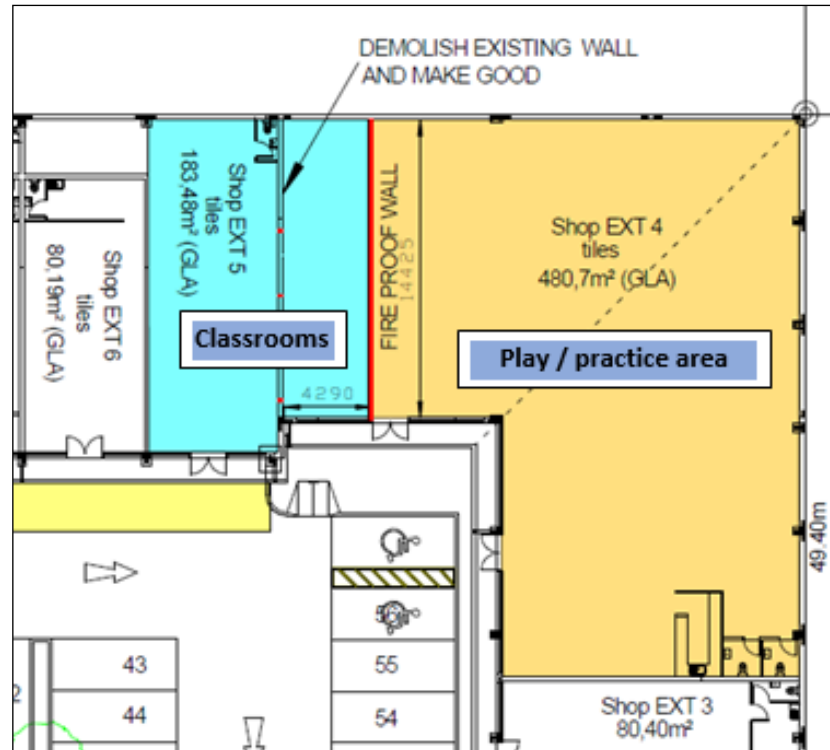 DEMOLISH EXISTING WALL
AND MAKE GOOD
Shop EXT 6
tiles
80,19m² (GLA)
Shop EXT 5
tiles
183,48m² (GLA)
Classrooms
4290
FIRE PROOF WALL
14425
Shop EXT 4
tiles
480,7m² (GLA)
Play / practice area
49.40m
43
44
55
54
Shop EXT 3
80,40m²